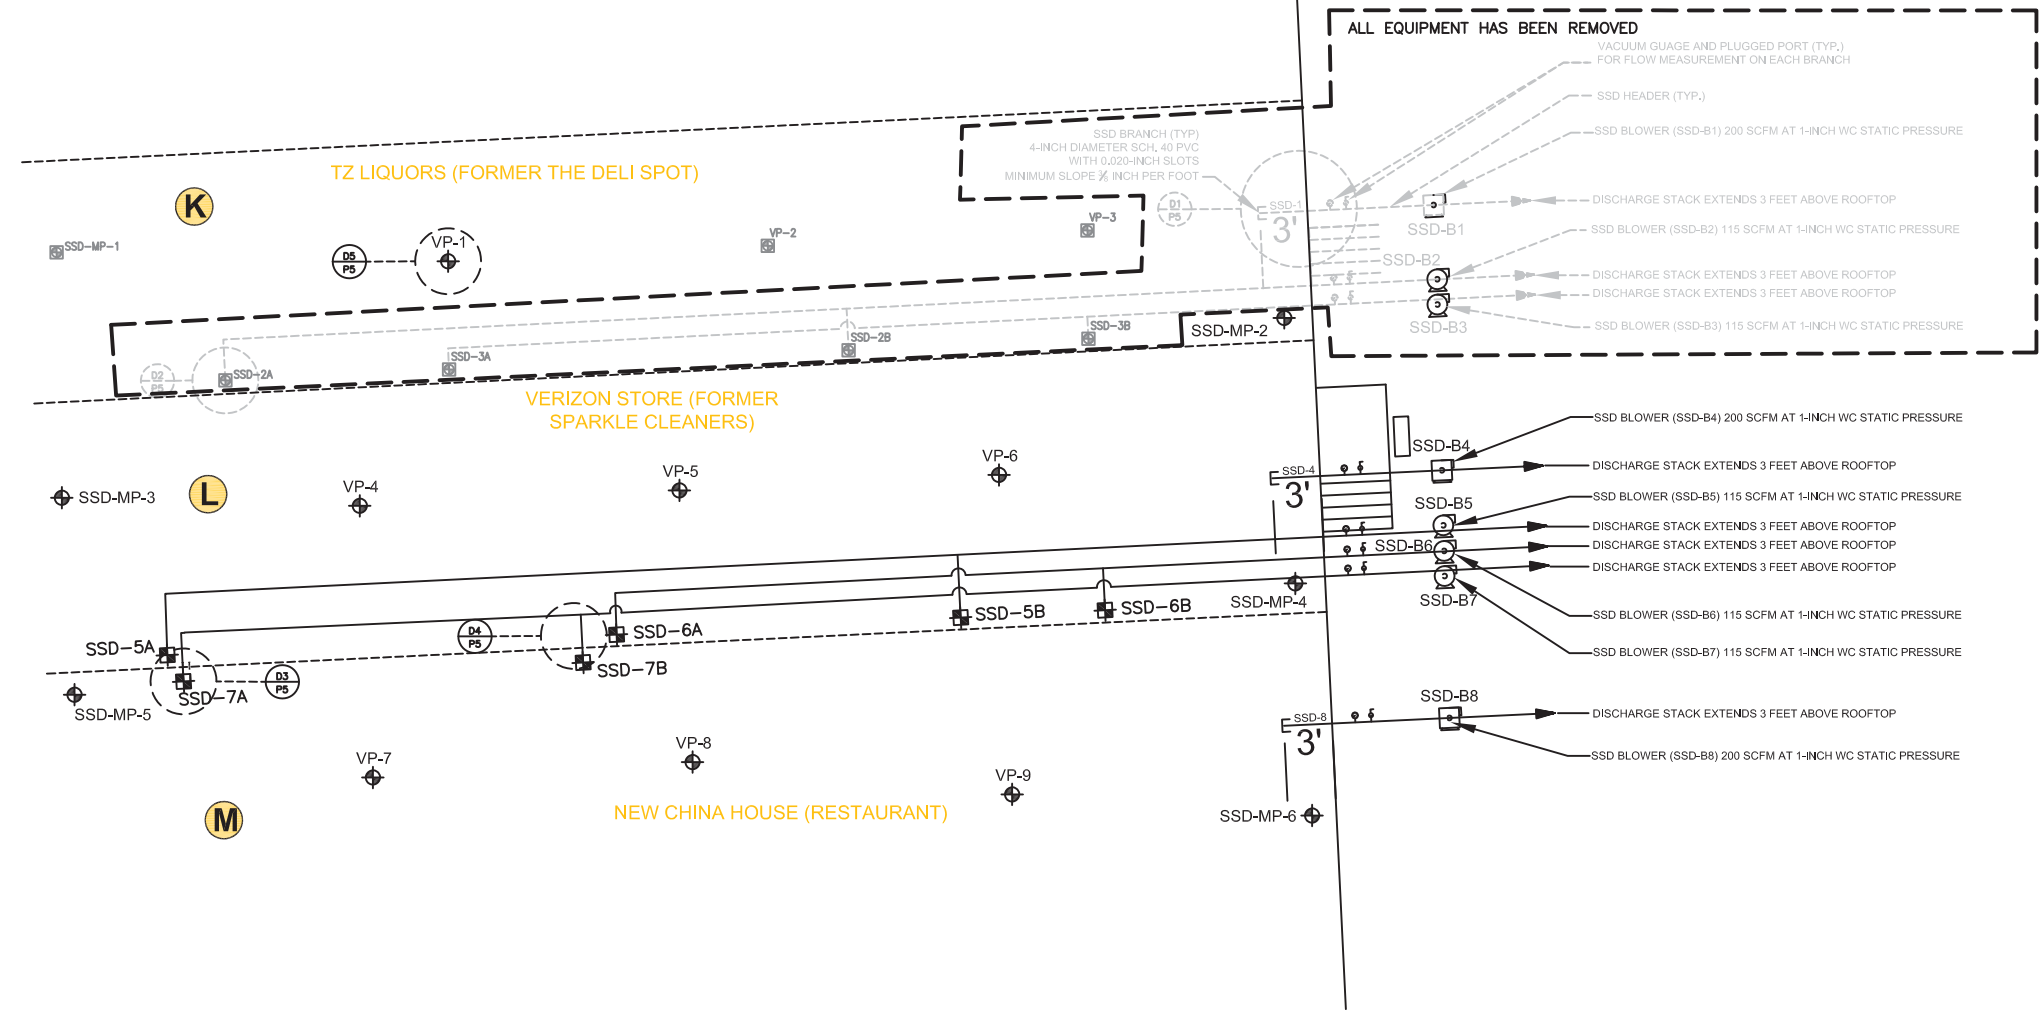 ALL EQUIPMENT HAS BEEN REMOVED
VACUUM GUAGE AND PLUGGED PORT (TYP.)
FOR FLOW MEASUREMENT ON EACH BRANCH
SSD HEADER (TYP.)
SSD BLOWER (SSD-B1) 200 SCFM AT 1-INCH WC STATIC PRESSURE
SSD BRANCH (TYP)
4-INCH DIAMETER SCH. 40 PVC
WITH 0.020-INCH SLOTS
MINIMUM SLOPE ⅛ INCH PER FOOT
TZ LIQUORS (FORMER THE DELI SPOT)
K
D1
P5
SSD-1
3'
DISCHARGE STACK EXTENDS 3 FEET ABOVE ROOFTOP
SSD-B1
SSD BLOWER (SSD-B2) 115 SCFM AT 1-INCH WC STATIC PRESSURE
SSD-MP-1
D5
P5
VP-1
VP-2
VP-3
SSD-B2
DISCHARGE STACK EXTENDS 3 FEET ABOVE ROOFTOP
DISCHARGE STACK EXTENDS 3 FEET ABOVE ROOFTOP
SSD-B3
SSD BLOWER (SSD-B3) 115 SCFM AT 1-INCH WC STATIC PRESSURE
SSD-MP-2
SSD-3B
SSD-2B
SSD-3A
D2
P5
SSD-2A
VERIZON STORE (FORMER
SPARKLE CLEANERS)
SSD BLOWER (SSD-B4) 200 SCFM AT 1-INCH WC STATIC PRESSURE
SSD-B4
SSD-4
3'
DISCHARGE STACK EXTENDS 3 FEET ABOVE ROOFTOP
SSD-MP-3
L
VP-4
VP-5
VP-6
SSD BLOWER (SSD-B5) 115 SCFM AT 1-INCH WC STATIC PRESSURE
SSD-B5
DISCHARGE STACK EXTENDS 3 FEET ABOVE ROOFTOP
SSD-B6
DISCHARGE STACK EXTENDS 3 FEET ABOVE ROOFTOP
DISCHARGE STACK EXTENDS 3 FEET ABOVE ROOFTOP
SSD-MP-4
SSD-B7
SSD BLOWER (SSD-B6) 115 SCFM AT 1-INCH WC STATIC PRESSURE
SSD BLOWER (SSD-B7) 115 SCFM AT 1-INCH WC STATIC PRESSURE
SSD-5A
D4
P5
SSD-6A
SSD-5B
SSD-6B
SSD-7B
SSD-7A
D3
P5
SSD-MP-5
SSD-B8
SSD-8
3'
DISCHARGE STACK EXTENDS 3 FEET ABOVE ROOFTOP
SSD BLOWER (SSD-B8) 200 SCFM AT 1-INCH WC STATIC PRESSURE
VP-7
VP-8
VP-9
M
NEW CHINA HOUSE (RESTAURANT)
SSD-MP-6